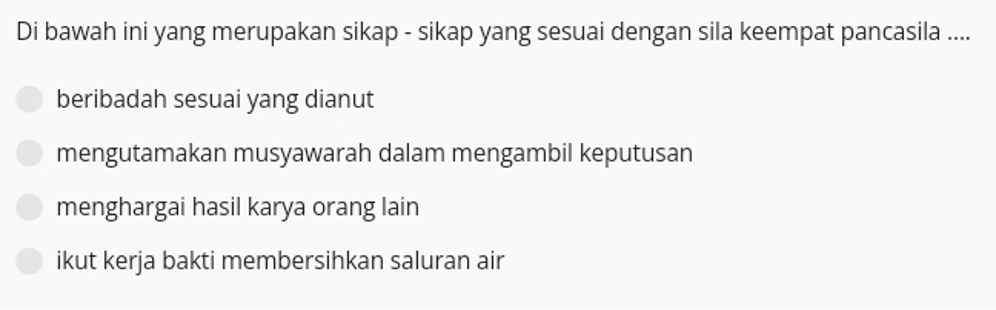 Di bawah ini yang merupakan sikap - sikap yang sesuai dengan sila keempat pancasila ....
beribadah sesuai yang dianut
mengutamakan musyawarah dalam mengambil keputusan
menghargai hasil karya orang lain
ikut kerja bakti membersihkan saluran air